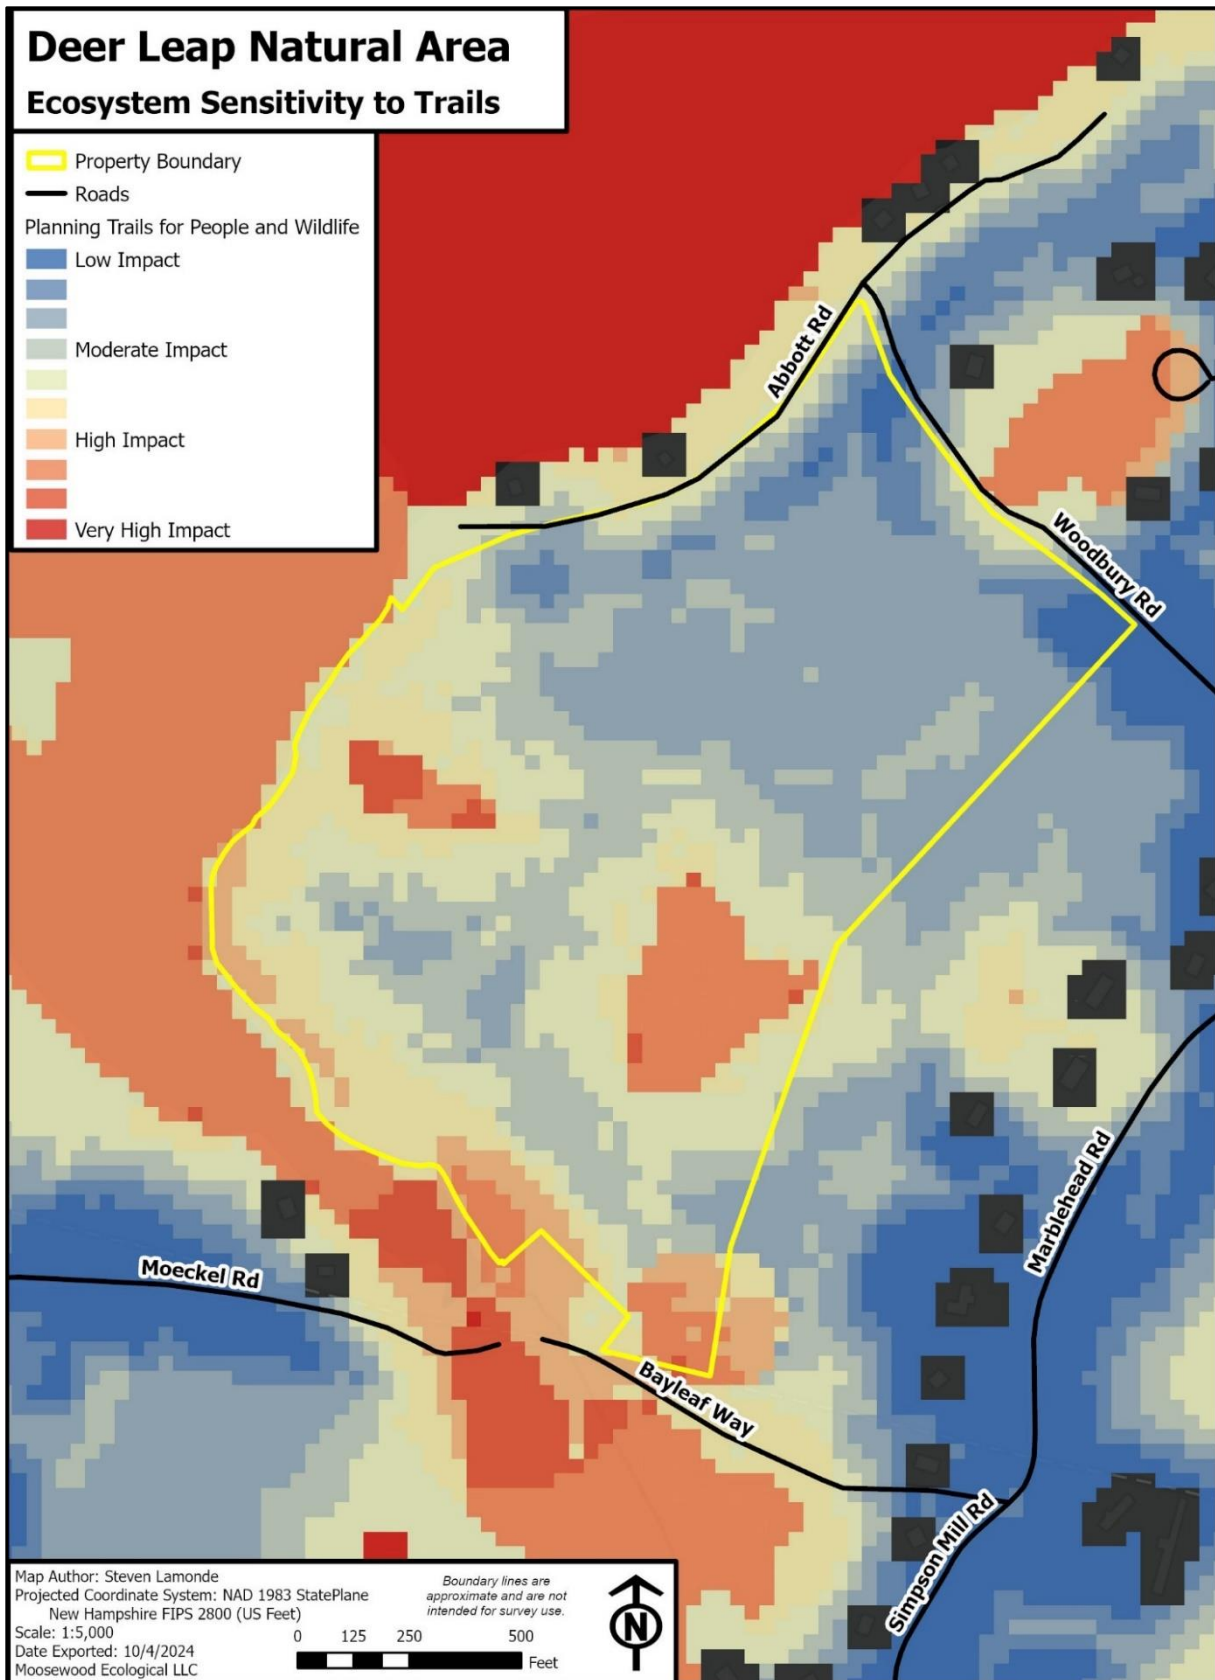 Deer Leap Natural Area
Ecosystem Sensitivity to Trails
Property Boundary
Roads
Planning Trails for People and Wildlife
Low Impact
Moderate Impact
High Impact
Very High Impact
Abbott Rd
Woodbury Rd
Marblehead Rd
Moeckel Rd
Bayleaf Way
Simpson Mill Rd
Map Author: Steven Lamonde
Projected Coordinate System: NAD 1983 StatePlane
New Hampshire FIPS 2800 (US Feet)
Scale: 1:5,000
Date Exported: 10/4/2024
Moosewood Ecological LLC
Boundary lines are
approximate and are not
intended for survey use.
0 125 250 500
Feet
N